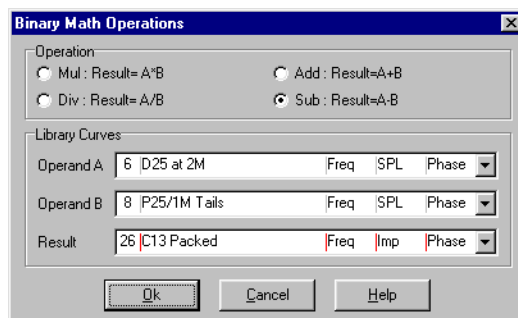 Binary Math Operations
Operation
Mul : Result= A*B
Add : Result=A+B
Div : Result= A/B
Sub : Result=A-B
Library Curves
Operand A 6 D25 at 2M Freq SPL Phase
Operand B 8 P25/1M Tails Freq SPL Phase
Result 26 C13 Packed Freq Imp Phase
Ok Cancel Help